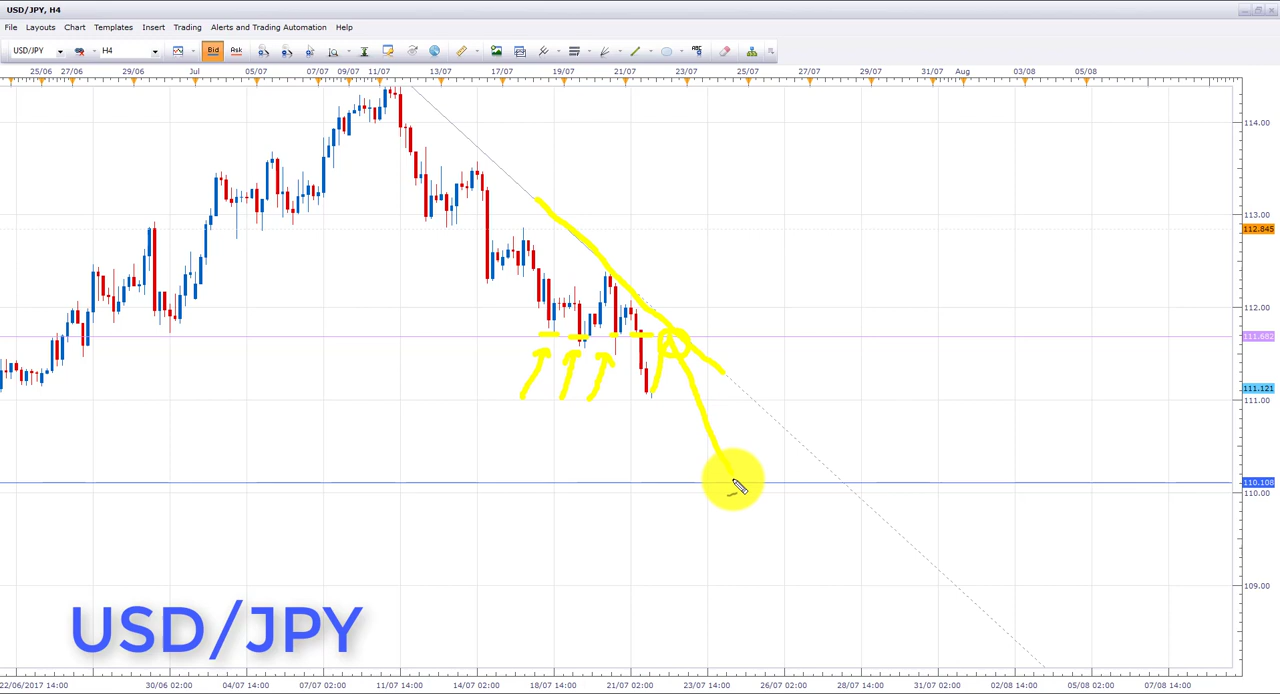 USD/JPY, H4
File Layouts Chart Templates Insert Trading Alerts and Trading Automation Help
USD/JPY H4 Bid Ask ABC
25/06 27/06 29/06 Jul 05/07 07/07 09/07 11/07 13/07 17/07 19/07 21/07 23/07 25/07 27/07 29/07 31/07 Aug 03/08 05/08
114.00
113.00
112.845
112.00
111.682
111.121
111.00
110.108
110.00
109.00
USD/JPY
22/06/2017 14:00 30/06 02:00 04/07 14:00 07/07 02:00 11/07 14:00 14/07 02:00 18/07 14:00 21/07 02:00 23/07 14:00 26/07 02:00 28/07 14:00 31/07 02:00 02/08 14:00 05/08 02:00 07/08 14:00